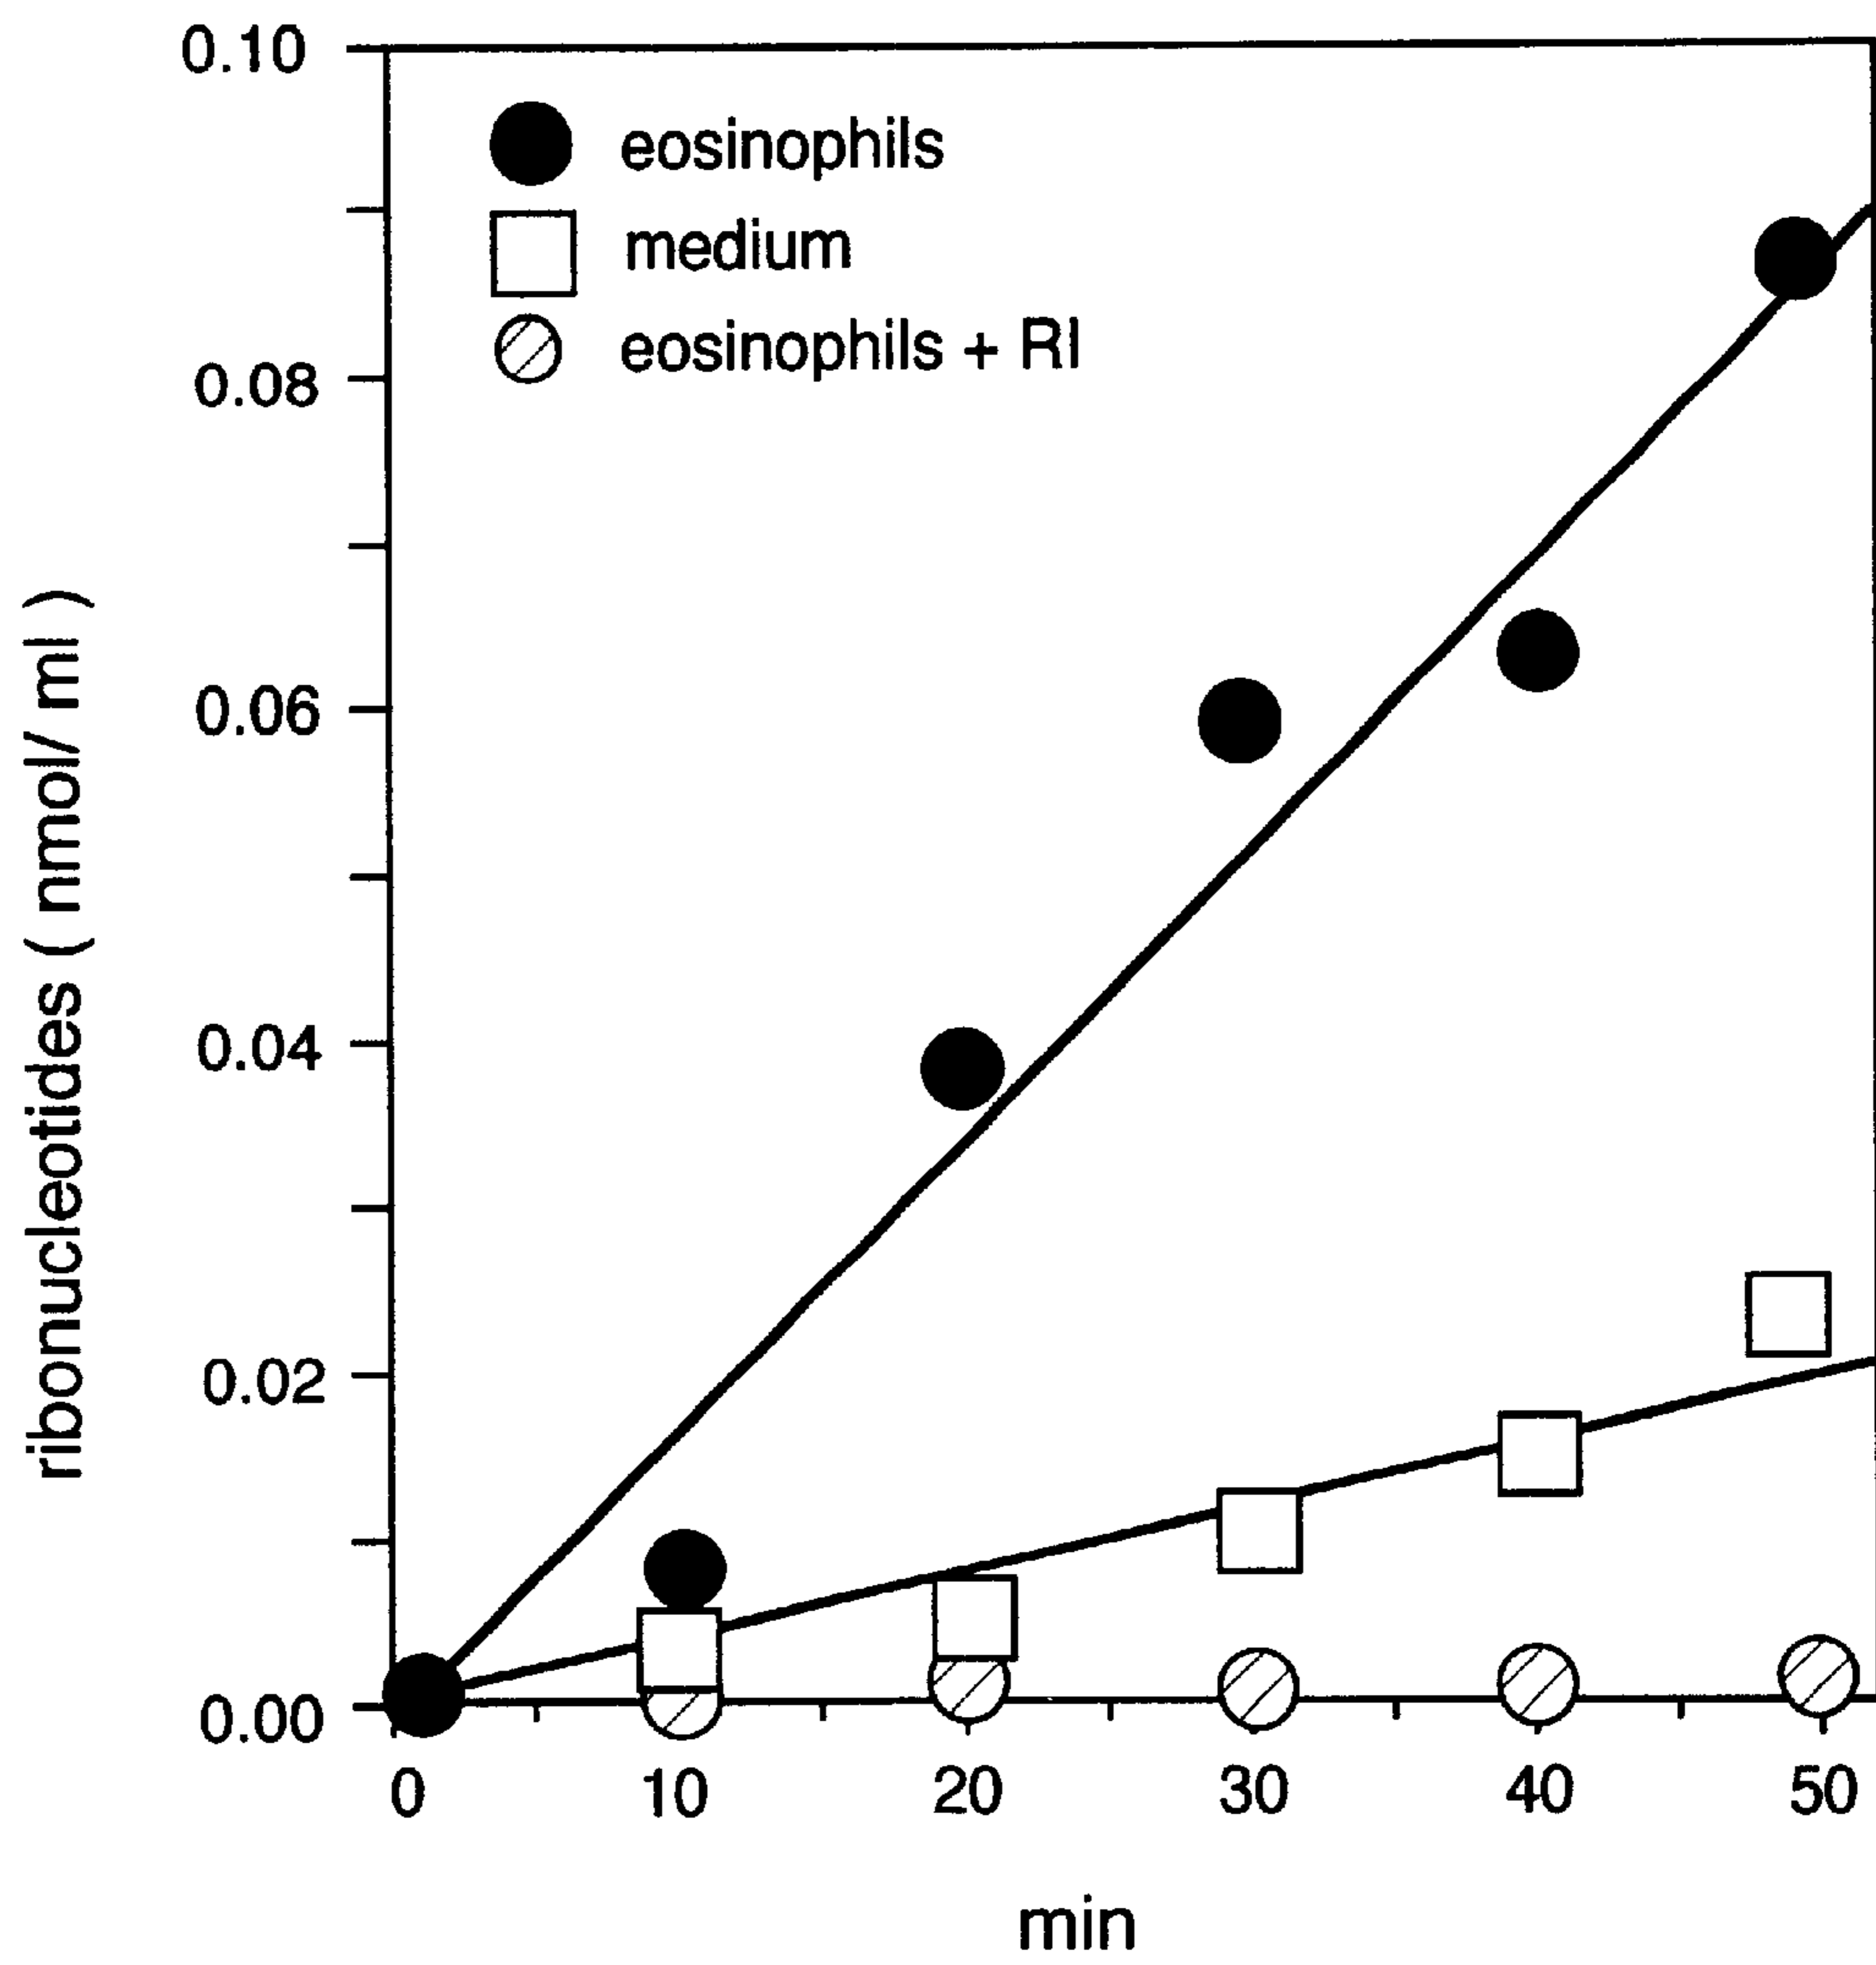 0.10
eosinophils
medium
eosinophils + RI
0.08
0.06
0.04
0.02
0.00
ribonucleotides ( nmol/ ml )
0 10 20 30 40 50
min